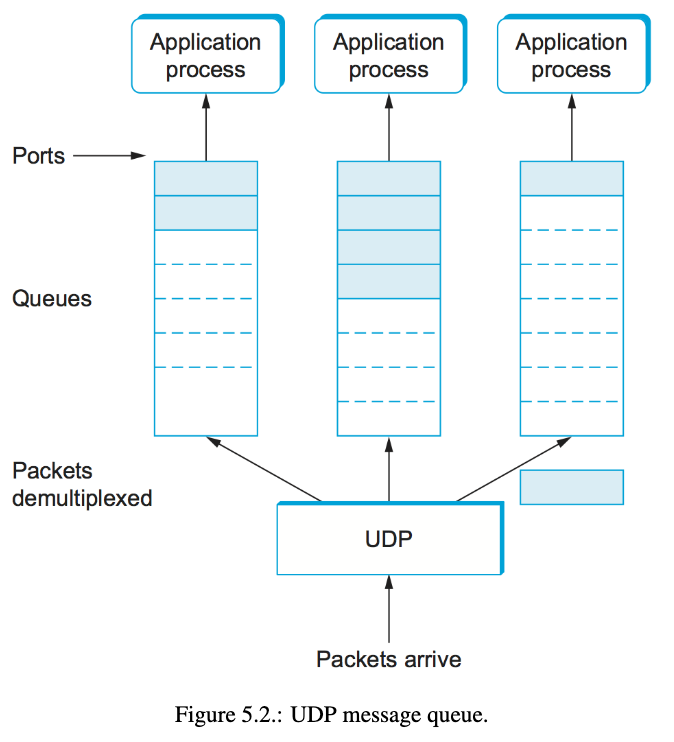 Application
process
Application
process
Application
process
Ports
Queues
Packets
demultiplexed
UDP
Packets arrive
Figure 5.2.: UDP message queue.